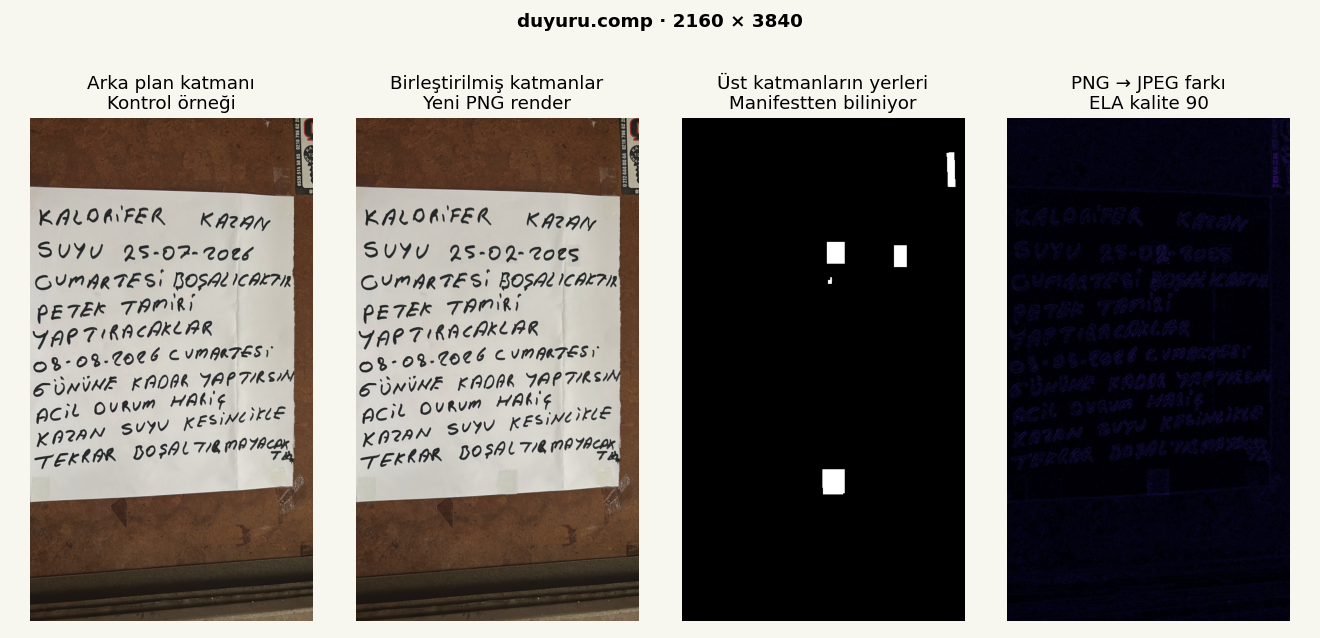 duyuru.comp · 2160 × 3840
Arka plan katmanı
Kontrol örneği
KALORİFER KAZAN
SUYU 25-07-2026
CUMARTESİ BOŞALICAKTIR
PETEK TAMİRİ
YAPTIRACAKLAR
08-08-2026 CUMARTESİ
GÜNÜNE KADAR YAPTIRSIN
ACİL DURUM HARİÇ
KAZAN SUYU KESİNLİKLE
TEKRAR BOŞALTIRMAYACAK
Birleştirilmiş katmanlar
Yeni PNG render
KALORİFER KAZAN
SUYU 25-02-2025
CUMARTESİ BOŞALICAKTIR
PETEK TAMİRİ
YAPTIRACAKLAR
08-08-2026 CUMARTESİ
GÜNÜNE KADAR YAPTIRSIN
ACİL DURUM HARİÇ
KAZAN SUYU KESİNLİKLE
TEKRAR BOŞALTIRMAYACAK
Üst katmanların yerleri
Manifestten biliniyor
PNG → JPEG farkı
ELA kalite 90